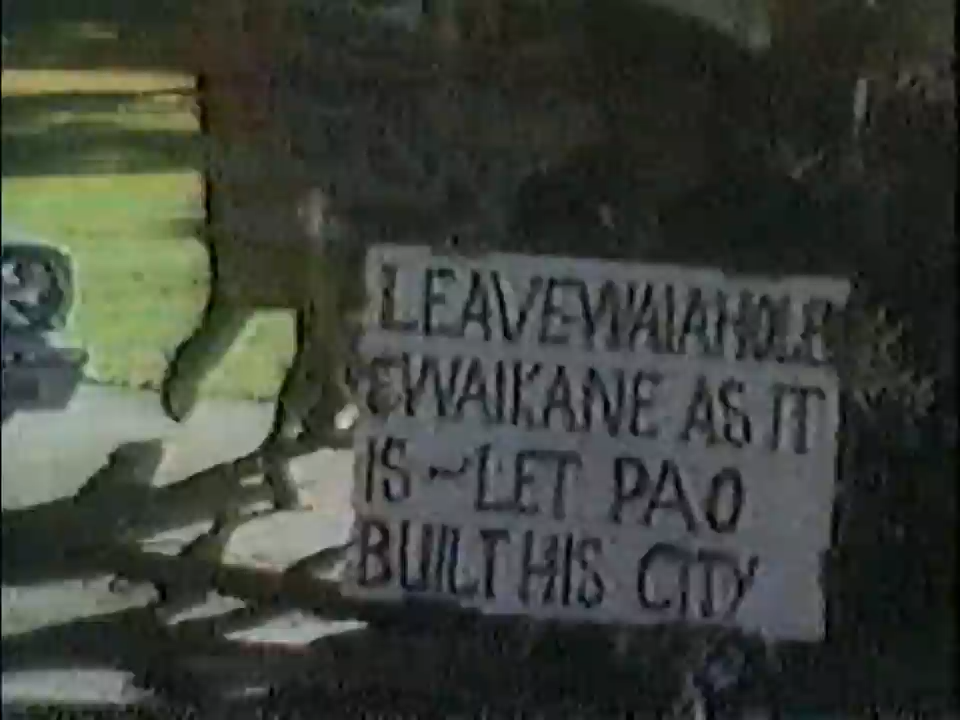 LEAVE WAIAHOLE
& WAIKANE AS IT
IS ~ LET PAO
BUILT HIS CITY